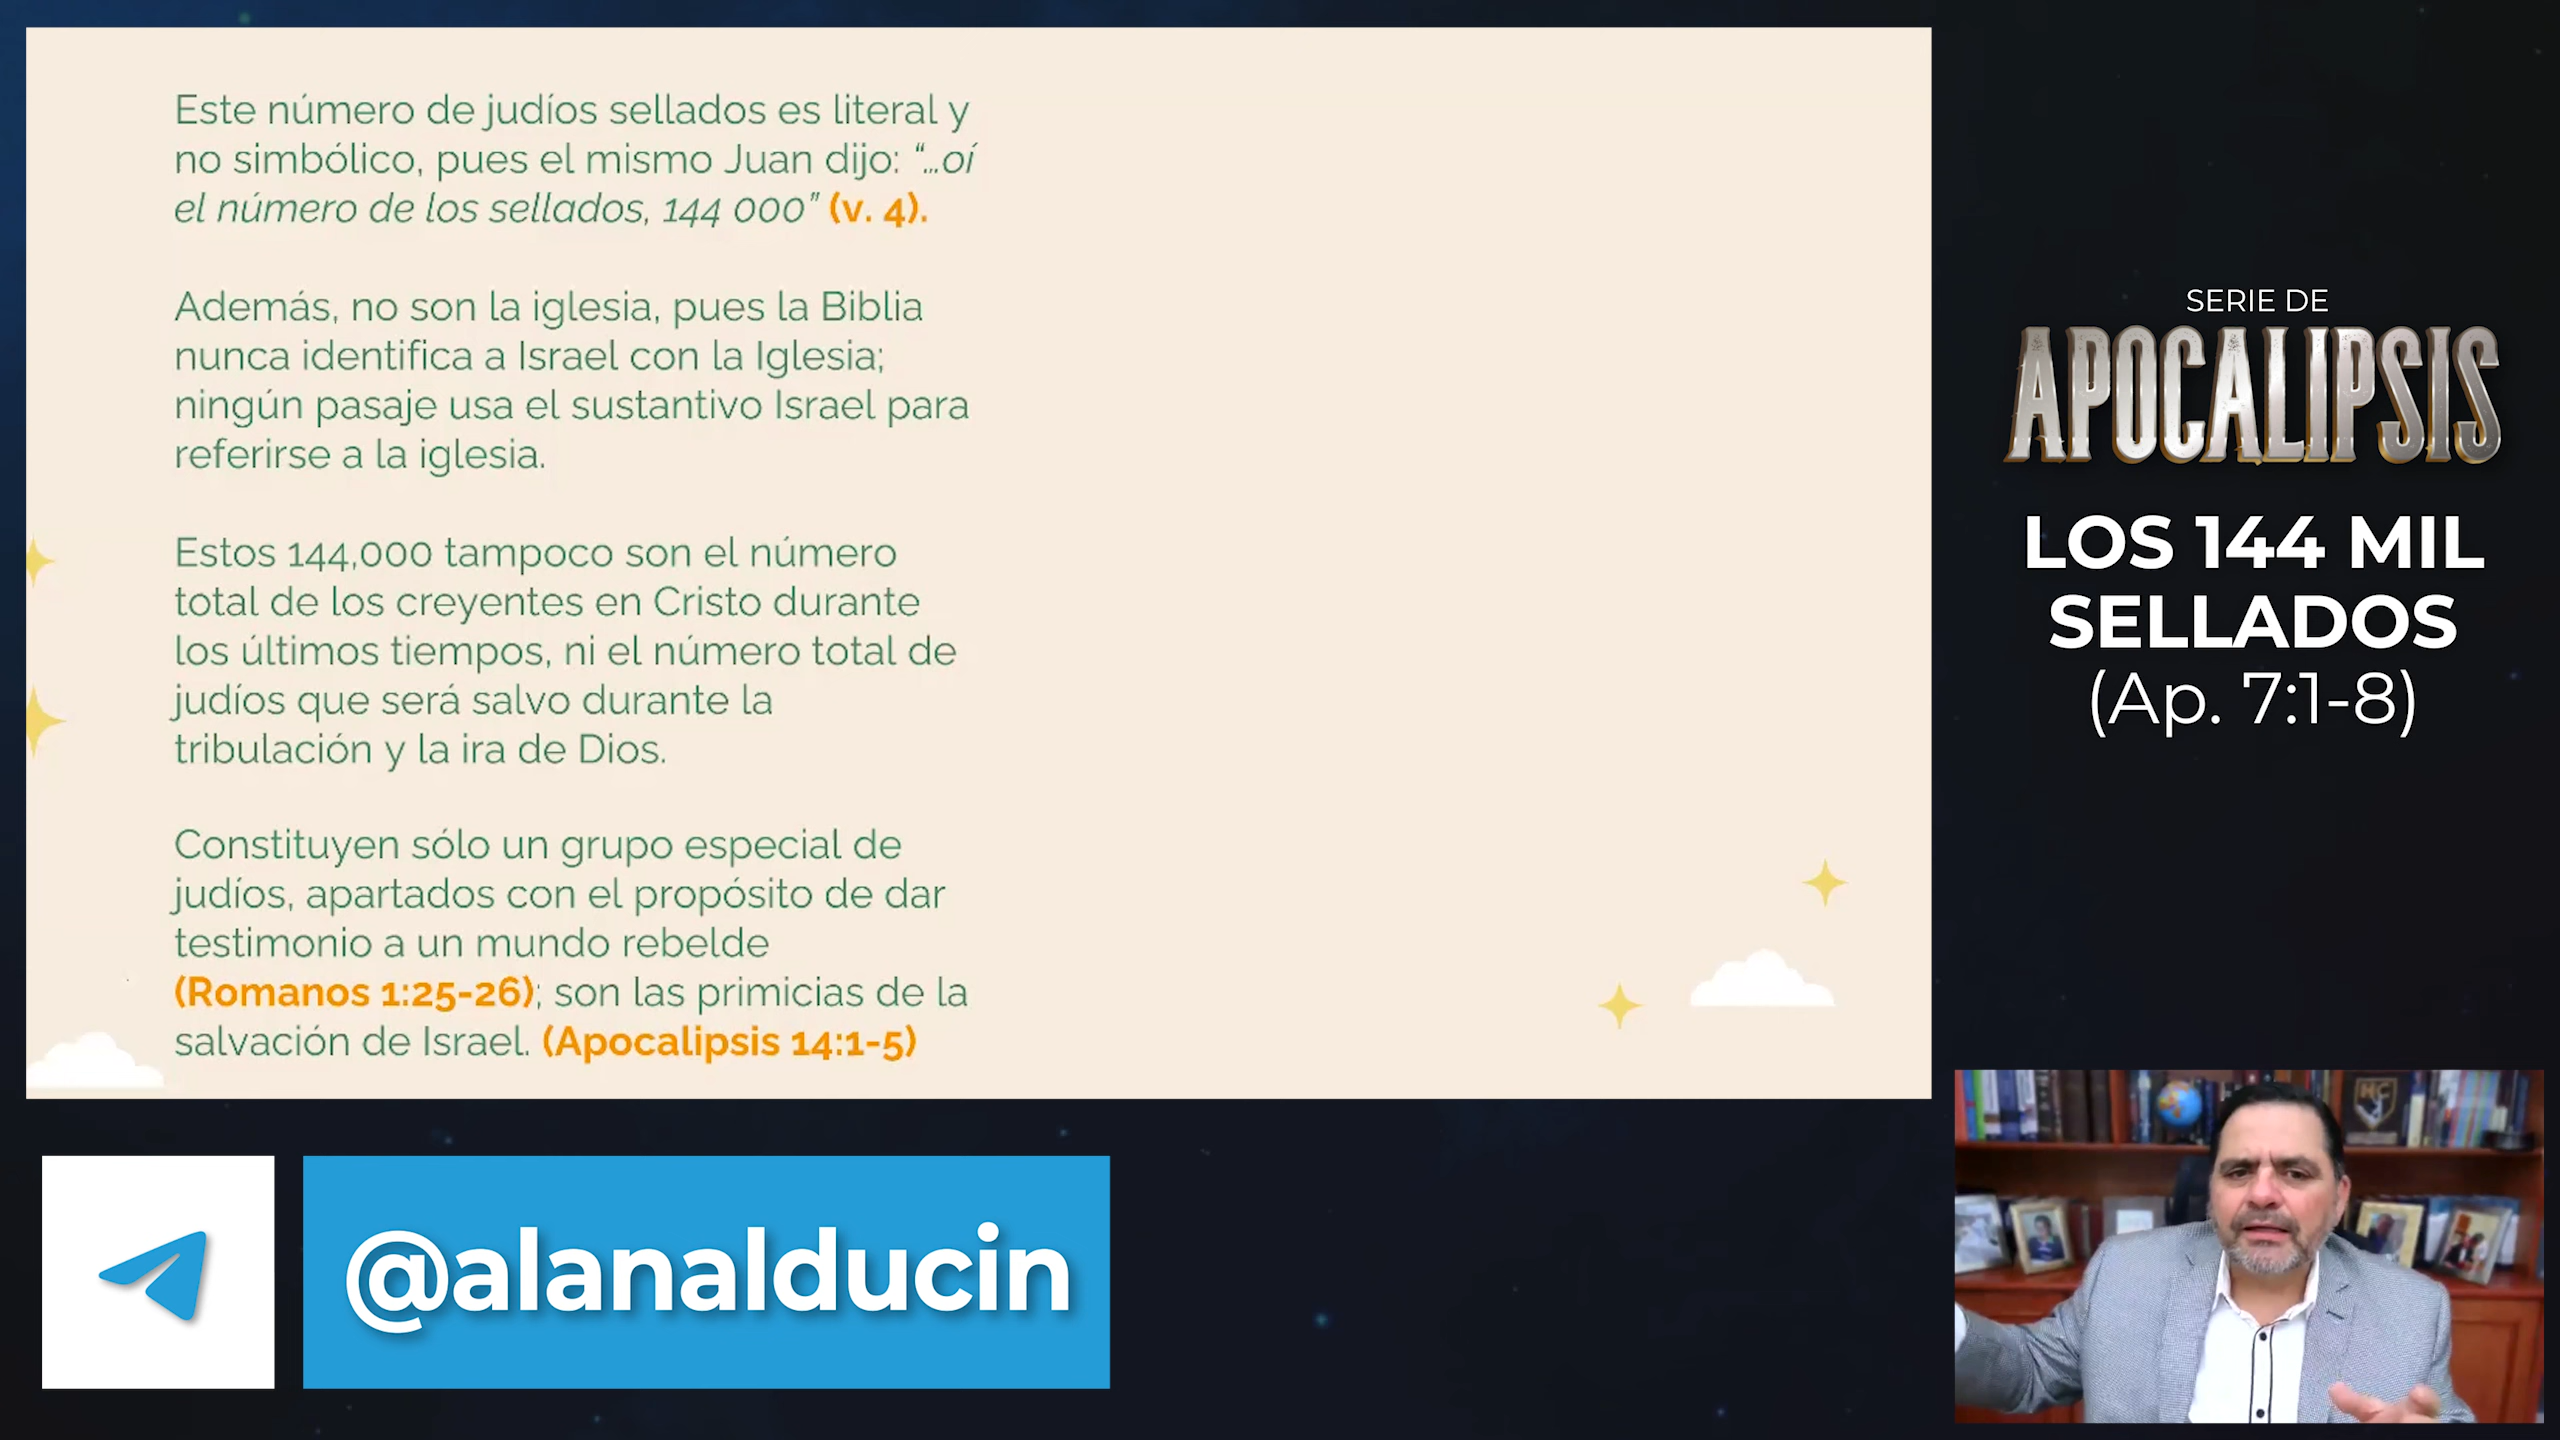 Este número de judíos sellados es literal y
no simbólico, pues el mismo Juan dijo: “…oí
el número de los sellados, 144 000” (v. 4).
Además, no son la iglesia, pues la Biblia
nunca identifica a Israel con la Iglesia;
ningún pasaje usa el sustantivo Israel para
referirse a la iglesia.
Estos 144,000 tampoco son el número
total de los creyentes en Cristo durante
los últimos tiempos, ni el número total de
judíos que será salvo durante la
tribulación y la ira de Dios.
Constituyen sólo un grupo especial de
judíos, apartados con el propósito de dar
testimonio a un mundo rebelde
(Romanos 1:25-26); son las primicias de la
salvación de Israel. (Apocalipsis 14:1-5)
SERIE DE
APOCALIPSIS
LOS 144 MIL
SELLADOS
(Ap. 7:1-8)
HC
@alanalducin